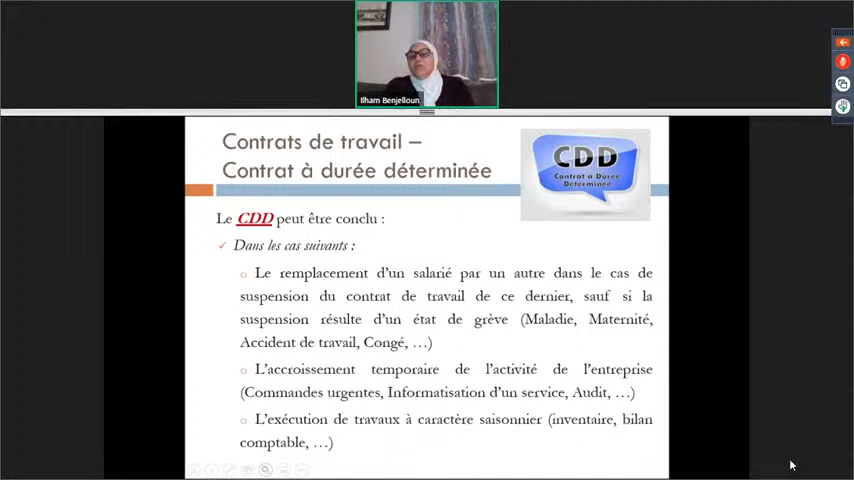 Ilham Benjelloun
Contrats de travail –
Contrat à durée déterminée
CDD
Contrat à Durée
Déterminée
Le CDD peut être conclu :
Dans les cas suivants :
Le remplacement d'un salarié par un autre dans le cas de
suspension du contrat de travail de ce dernier, sauf si la
suspension résulte d'un état de grève (Maladie, Maternité,
Accident de travail, Congé, …)
L'accroissement temporaire de l'activité de l'entreprise
(Commandes urgentes, Informatisation d'un service, Audit, …)
L'exécution de travaux à caractère saisonnier (inventaire, bilan
comptable, …)